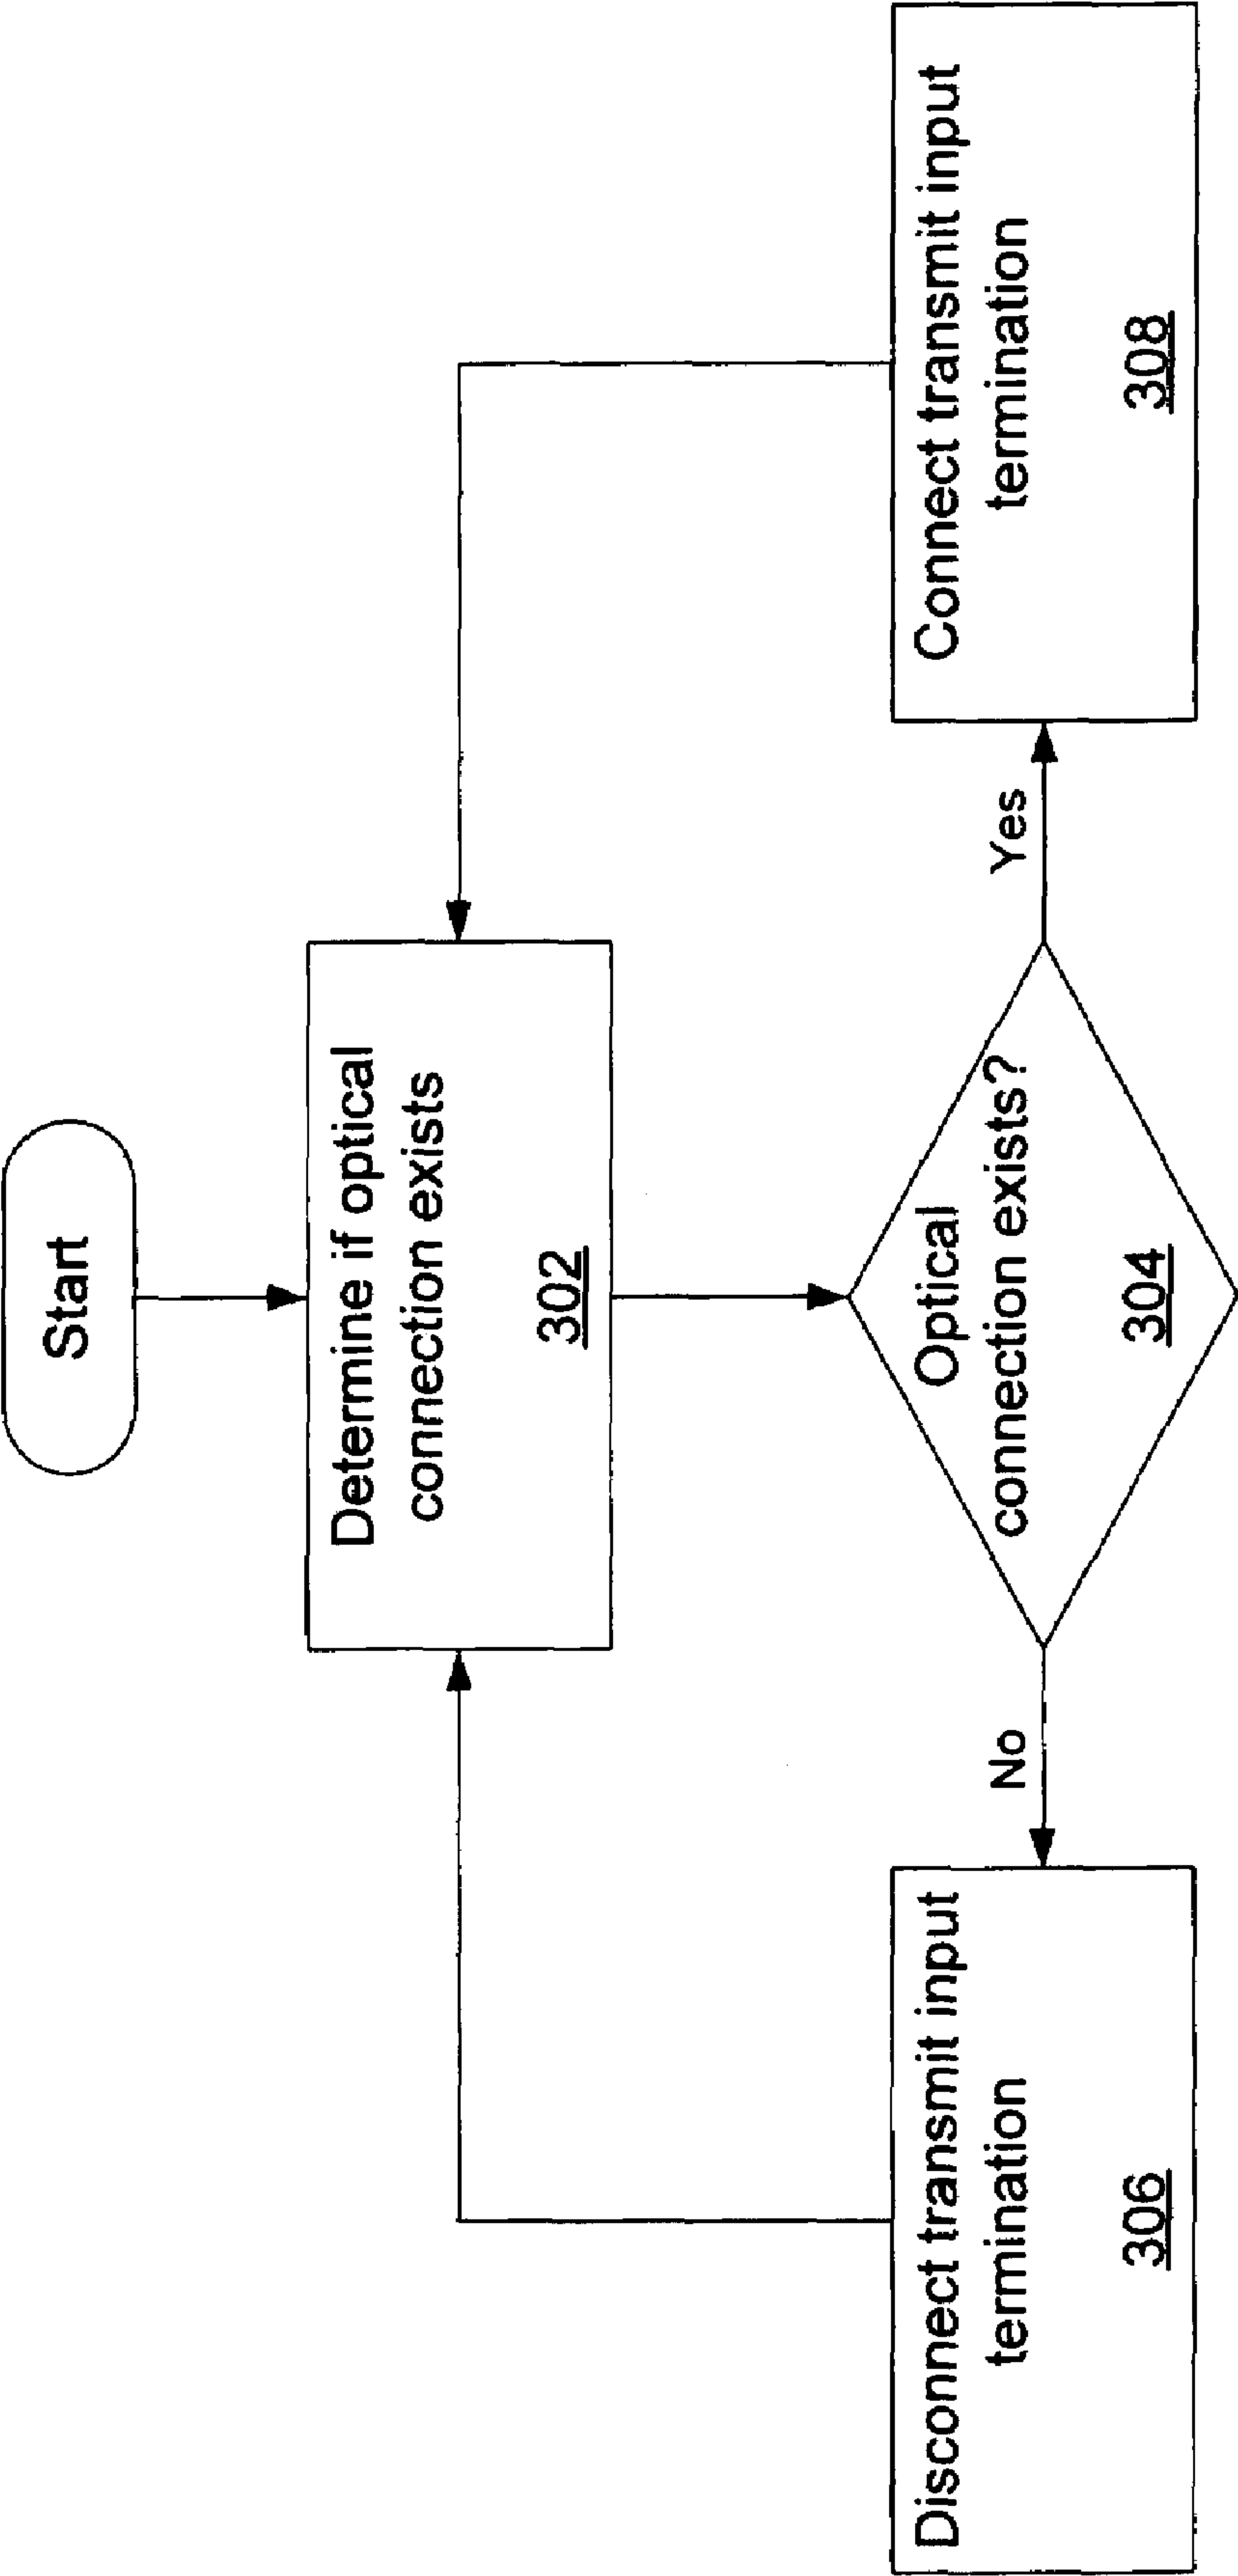 Start
Determine if optical
connection exists
302
Optical
connection exists?
304
No
Yes
Disconnect transmit input
termination
306
Connect transmit input
termination
308